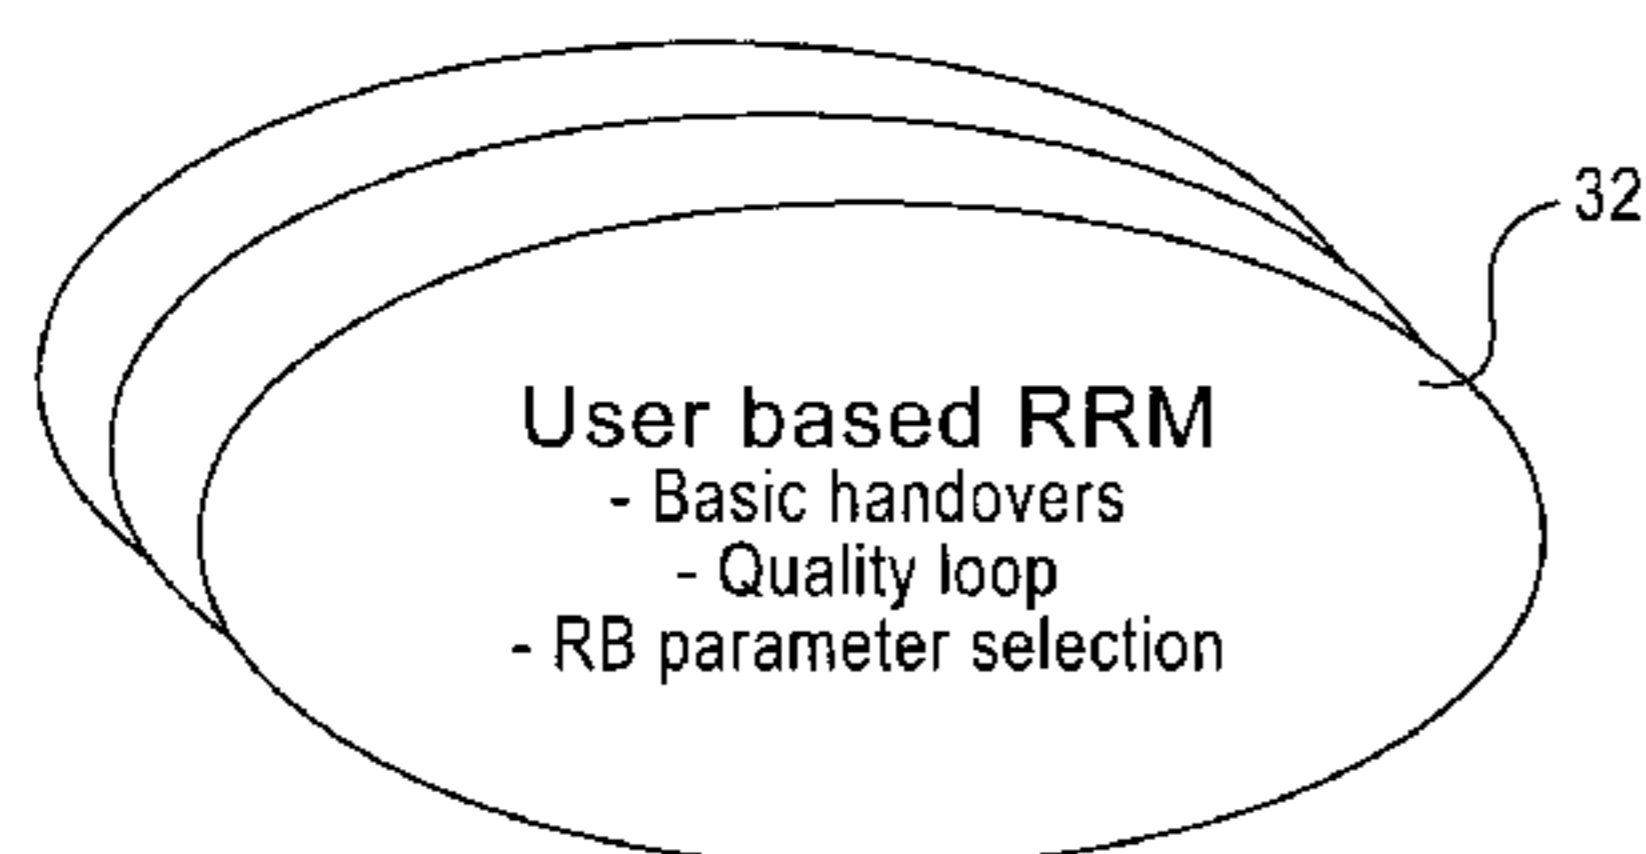 32
User based RRM
- Basic handovers
- Quality loop
- RB parameter selection